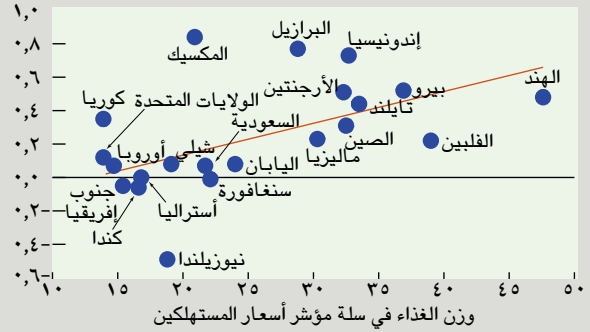 ١,٠
البرازيل
إندونيسيا
٠,٨
المكسيك
الهند
٠,٦
بيرو
الأرجنتين
كوريا
الولايات المتحدة
تايلند
٠,٤
السعودية
الصين
الفلبين
٠,٢
أوروبا
شيلي
ماليزيا
اليابان
٠,٠
جنوب
إفريقيا
سنغافورة
أستراليا
٠,٢-
كندا
٠,٤-
نيوزيلندا
٠,٦-
١٠ ١٥ ٢٠ ٢٥ ٣٠ ٣٥ ٤٠ ٤٥ ٥٠
وزن الغذاء في سلة مؤشر أسعار المستهلكين